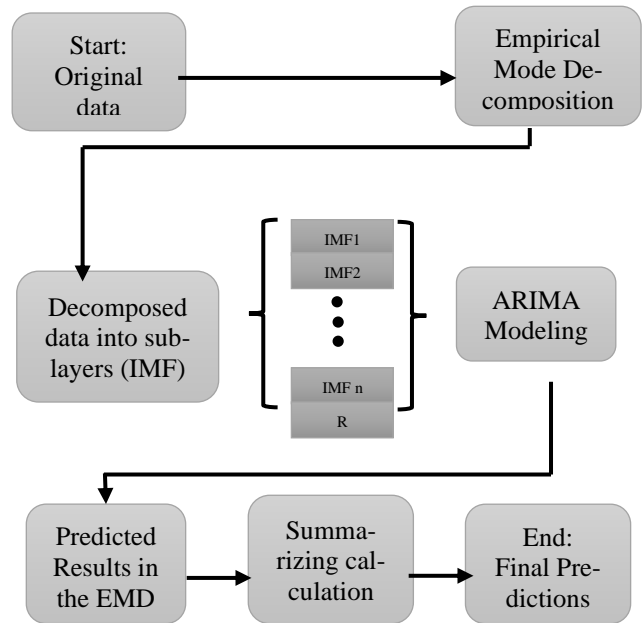 Start:
Original
data
Empirical
Mode De-
composition
Decomposed
data into sub-
layers (IMF)
IMF1
IMF2
IMF n
R
ARIMA
Modeling
Predicted
Results in
the EMD
Summa-
rizing cal-
culation
End:
Final Pre-
dictions